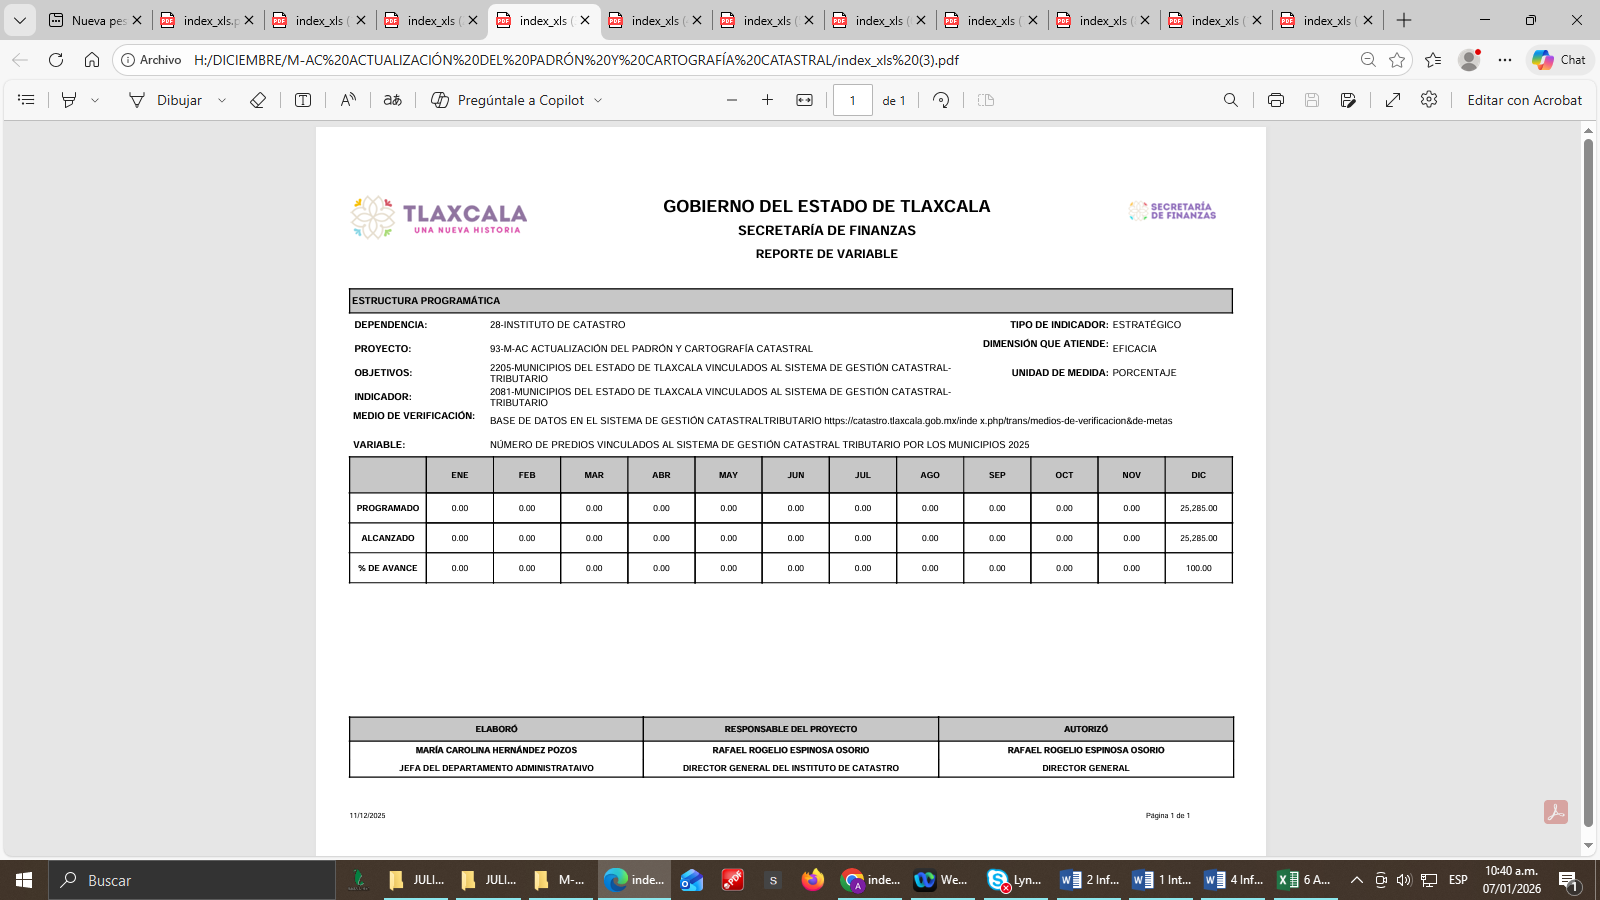 Nueva pes
index_xls.p
index_xls (
index_xls (
index_xls (
index_xls (
index_xls (
index_xls (
index_xls (
index_xls (
index_xls (
index_xls (
Archivo H:/DICIEMBRE/M-AC%20ACTUALIZACIÓN%20DEL%20PADRÓN%20Y%20CARTOGRAFÍA%20CATASTRAL/index_xls%20(3).pdf
Chat
Dibujar
Pregúntale a Copilot
1 de 1
Editar con Acrobat
TLAXCALA
UNA NUEVA HISTORIA
GOBIERNO DEL ESTADO DE TLAXCALA
SECRETARÍA DE FINANZAS
REPORTE DE VARIABLE
SECRETARÍA
DE FINANZAS
ESTRUCTURA PROGRAMÁTICA
DEPENDENCIA: 28-INSTITUTO DE CATASTRO TIPO DE INDICADOR: ESTRATÉGICO
PROYECTO: 93-M-AC ACTUALIZACIÓN DEL PADRÓN Y CARTOGRAFÍA CATASTRAL DIMENSIÓN QUE ATIENDE: EFICACIA
OBJETIVOS: 2205-MUNICIPIOS DEL ESTADO DE TLAXCALA VINCULADOS AL SISTEMA DE GESTIÓN CATASTRAL-
TRIBUTARIO UNIDAD DE MEDIDA: PORCENTAJE
INDICADOR: 2081-MUNICIPIOS DEL ESTADO DE TLAXCALA VINCULADOS AL SISTEMA DE GESTIÓN CATASTRAL-
TRIBUTARIO
MEDIO DE VERIFICACIÓN: BASE DE DATOS EN EL SISTEMA DE GESTIÓN CATASTRALTRIBUTARIO https://catastro.tlaxcala.gob.mx/inde x.php/trans/medios-de-verificacion&de-metas
VARIABLE: NÚMERO DE PREDIOS VINCULADOS AL SISTEMA DE GESTIÓN CATASTRAL TRIBUTARIO POR LOS MUNICIPIOS 2025
ENE FEB MAR ABR MAY JUN JUL AGO SEP OCT NOV DIC
PROGRAMADO 0.00 0.00 0.00 0.00 0.00 0.00 0.00 0.00 0.00 0.00 0.00 25,285.00
ALCANZADO 0.00 0.00 0.00 0.00 0.00 0.00 0.00 0.00 0.00 0.00 0.00 25,285.00
% DE AVANCE 0.00 0.00 0.00 0.00 0.00 0.00 0.00 0.00 0.00 0.00 0.00 100.00
ELABORÓ RESPONSABLE DEL PROYECTO AUTORIZÓ
MARÍA CAROLINA HERNÁNDEZ POZOS RAFAEL ROGELIO ESPINOSA OSORIO RAFAEL ROGELIO ESPINOSA OSORIO
JEFA DEL DEPARTAMENTO ADMINISTRATAIVO DIRECTOR GENERAL DEL INSTITUTO DE CATASTRO DIRECTOR GENERAL
11/12/2025 Página 1 de 1
Buscar
JULI...
JULI...
M-...
inde...
inde...
We...
Lyn...
2 Inf...
1 Int...
4 Inf...
6 A...
ESP
10:40 a.m.
07/01/2026
1